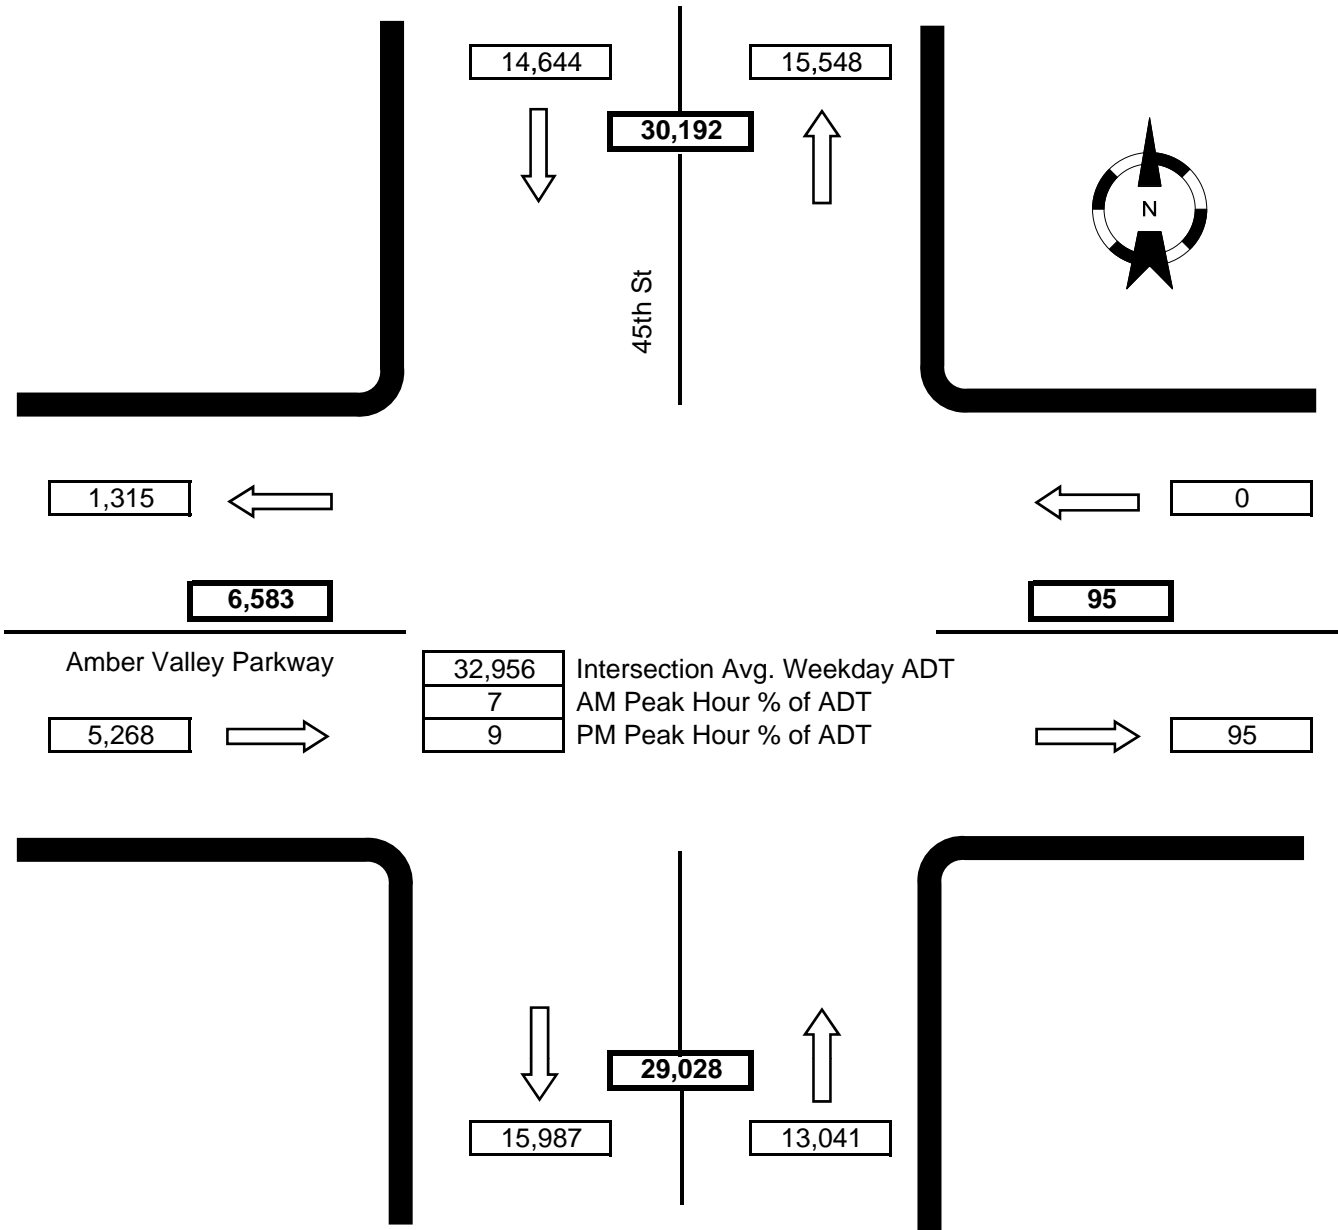 14,644
15,548
30,192
N
45th St
1,315
0
6,583
95
Amber Valley Parkway
32,956 Intersection Avg. Weekday ADT
7 AM Peak Hour % of ADT
9 PM Peak Hour % of ADT
5,268
95
29,028
15,987
13,041